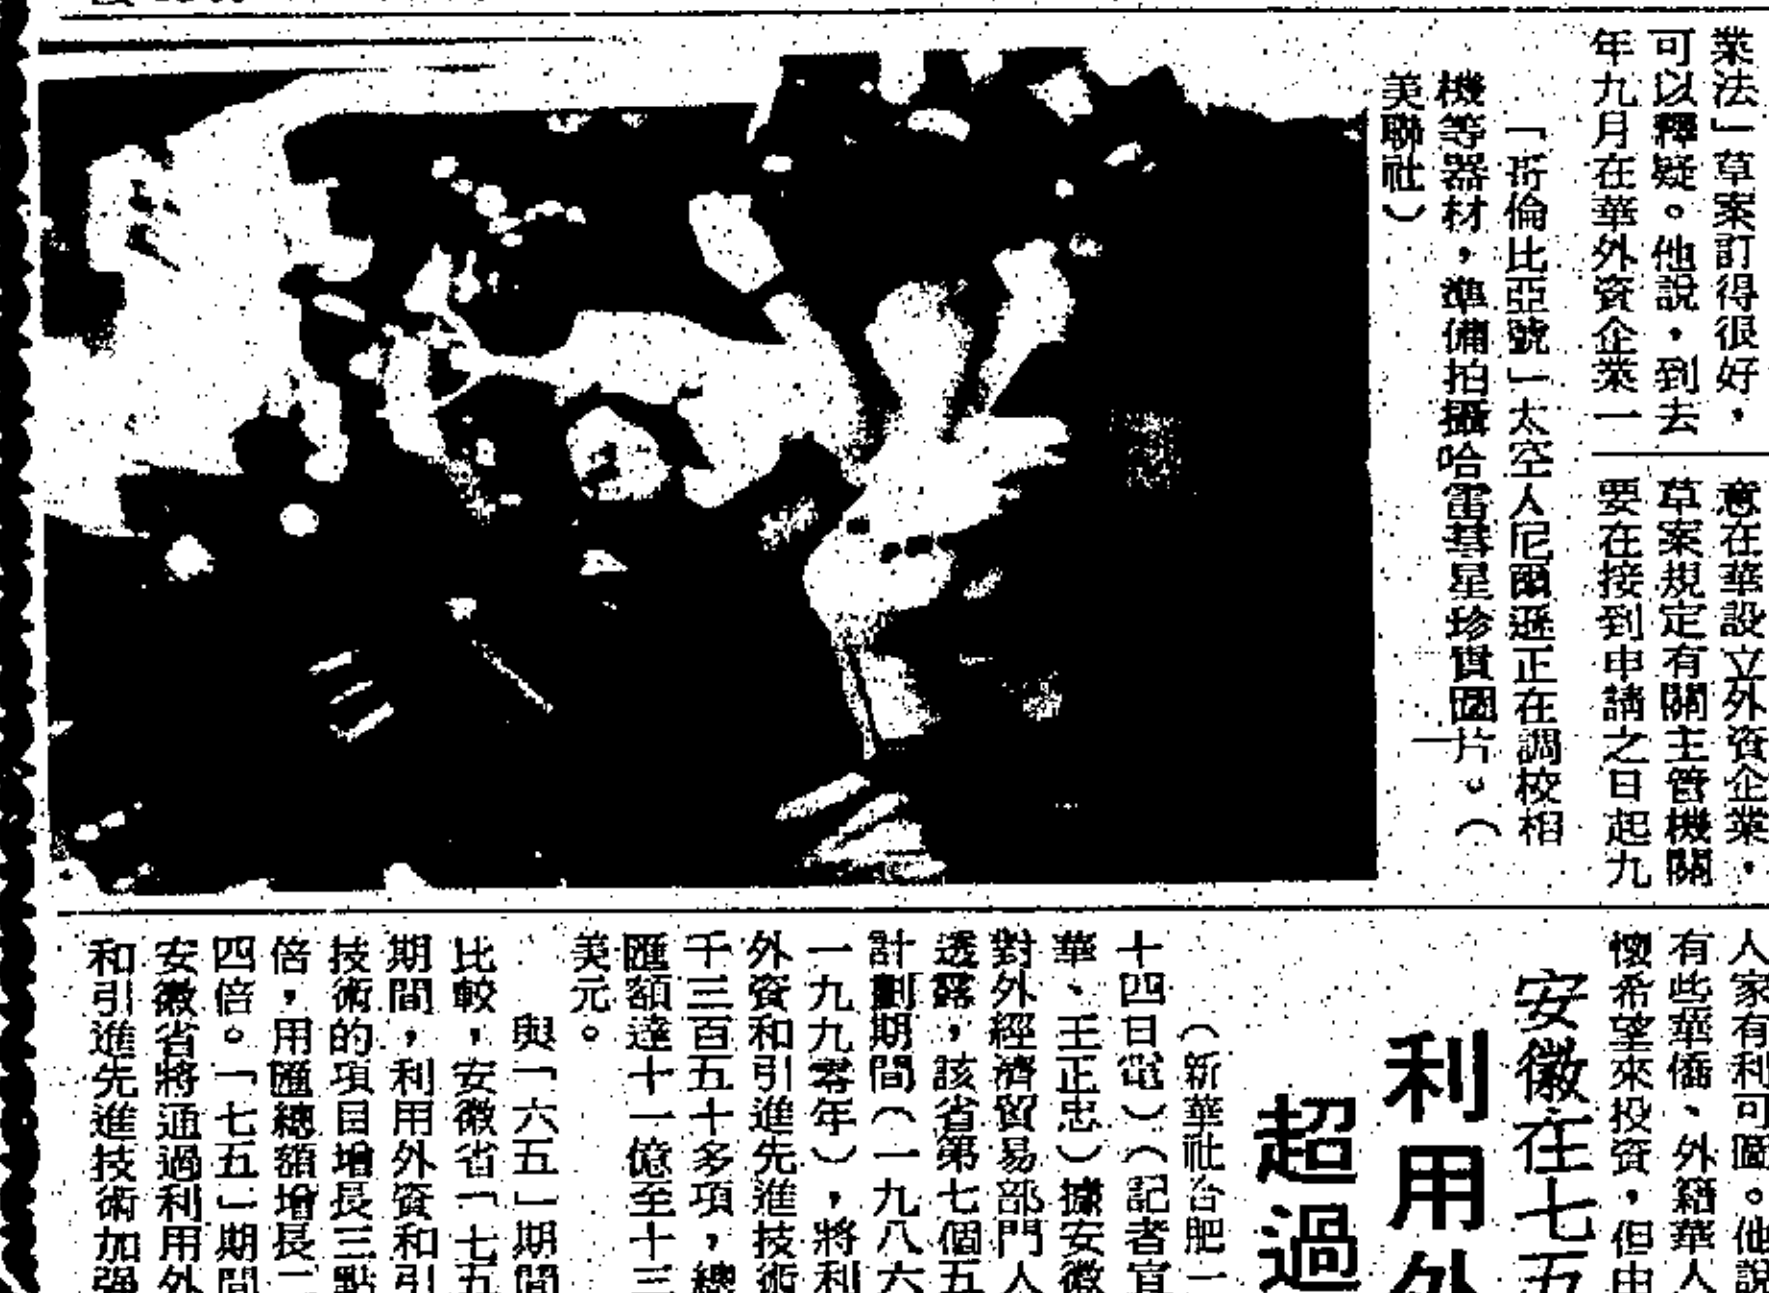 業法」草案訂得很好，
可以釋疑。他說，到去
年九月在華外資企業一
意在華設立外資企業，
草案規定有關主管機關
要在接到申請之日起九
「哥倫比亞號」太空人尼爾遜正在調校相
機等器材，準備拍攝哈雷彗星珍貴圖片。（
美聯社）
人家有利可圖。他說
有些華僑、外籍華人
懷希望來投資，但由
安徽在七五
利用外
超過
（新華社合肥一
十四日電）（記者宣
華、王正忠）據安徽
對外經濟貿易部門人
透露，該省第七個五
計劃期間（一九八六
一九九零年），將利
外資和引進先進技術
千三百五十多項，總
匯額達十一億至十三
美元。
與「六五」期間
比較，安徽省「七五
期間，利用外資和引
技術的項目增長三點
倍，用匯總額增長二
四倍。「七五」期間
安徽省將通過利用外
和引進先進技術加强